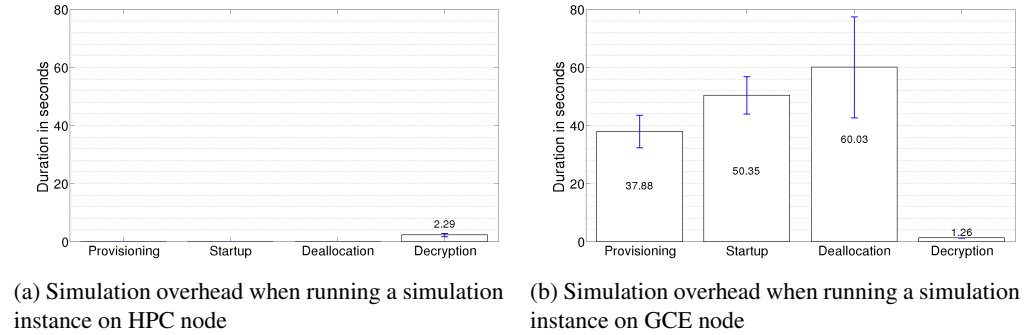 Duration in seconds
80
60
40
20
0
2.29
Provisioning Startup Deallocation Decryption
(a) Simulation overhead when running a simulation
instance on HPC node
Duration in seconds
80
60
40
20
0
37.88
50.35
60.03
1.26
Provisioning Startup Deallocation Decryption
(b) Simulation overhead when running a simulation
instance on GCE node